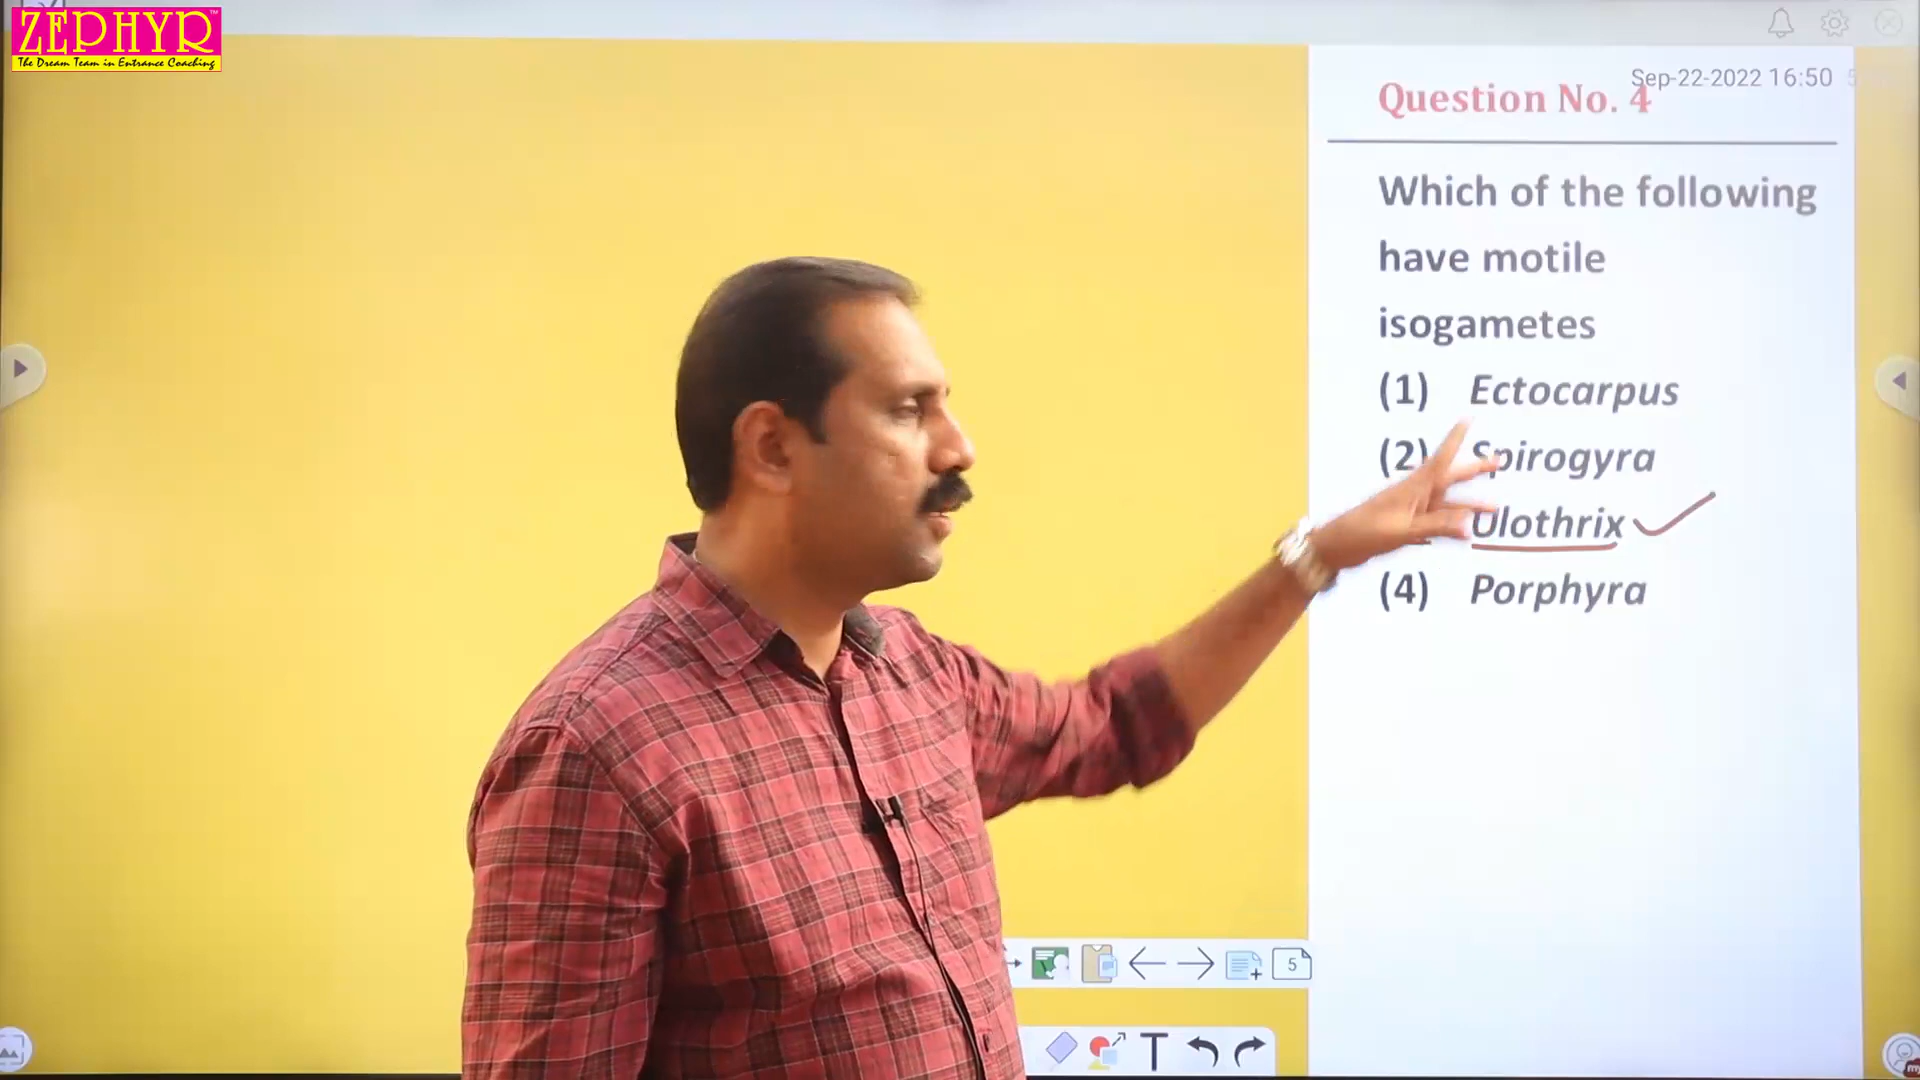 ZEPHYR™
The Dream Team in Entrance Coaching
Sep-22-2022 16:50
Question No. 4
Which of the following
have motile
isogametes
(1) Ectocarpus
(2) Spirogyra
Ulothrix
(4) Porphyra
5
T